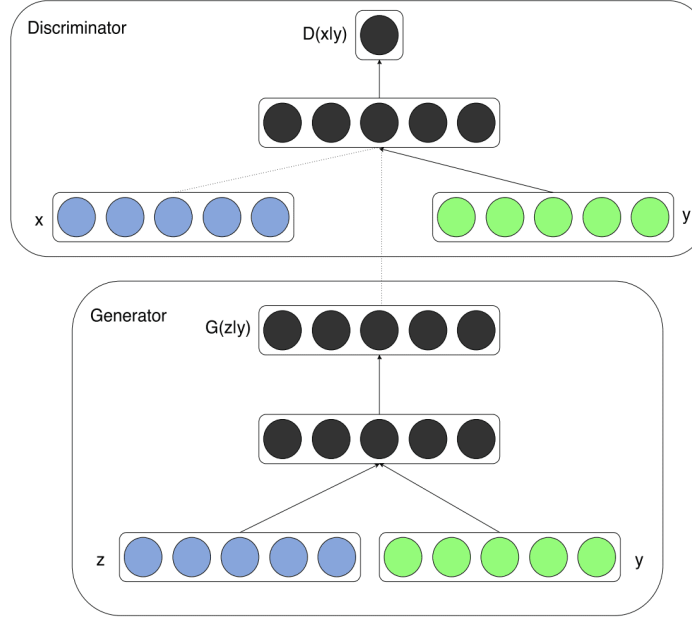 Discriminator
D(x|y)
x
y
Generator
G(z|y)
z
y